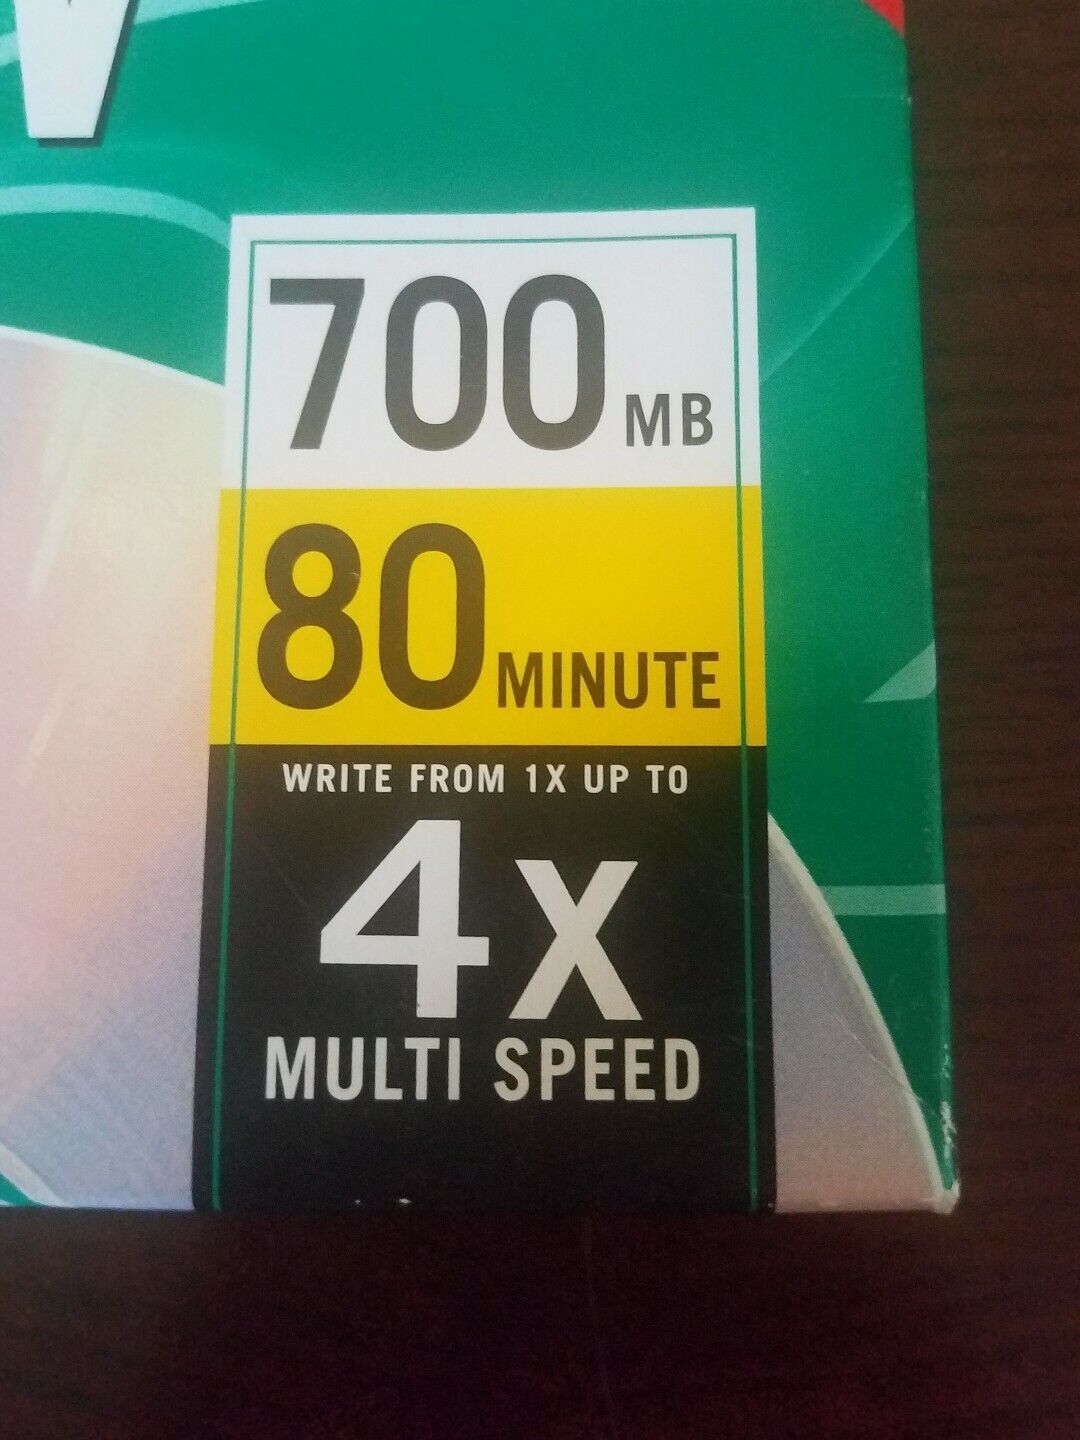 700 MB
80 MINUTE
WRITE FROM 1X UP TO
4X
MULTI SPEED